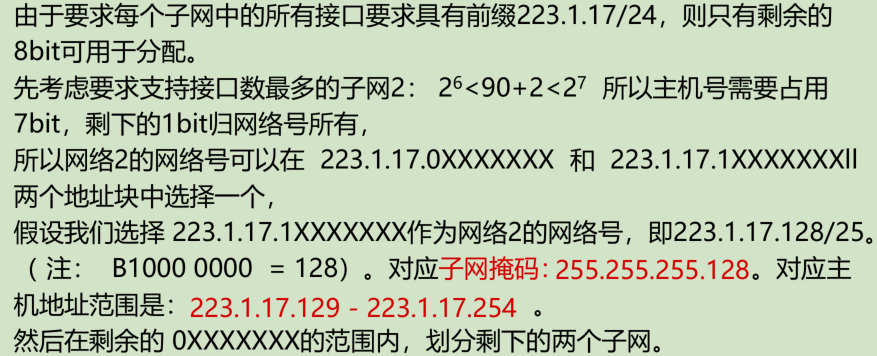 由于要求每个子网中的所有接口要求具有前缀223.1.17/24，则只有剩余的
8bit可用于分配。
先考虑要求支持接口数最多的子网2： 2⁶<90+2<2⁷ 所以主机号需要占用
7bit，剩下的1bit归网络号所有，
所以网络2的网络号可以在 223.1.17.0XXXXXXX 和 223.1.17.1XXXXXXXll
两个地址块中选择一个，
假设我们选择 223.1.17.1XXXXXXX作为网络2的网络号，即223.1.17.128/25。
（ 注： B1000 0000 = 128）。对应子网掩码: 255.255.255.128。对应主
机地址范围是：223.1.17.129 - 223.1.17.254 。
然后在剩余的 0XXXXXXX的范围内，划分剩下的两个子网。